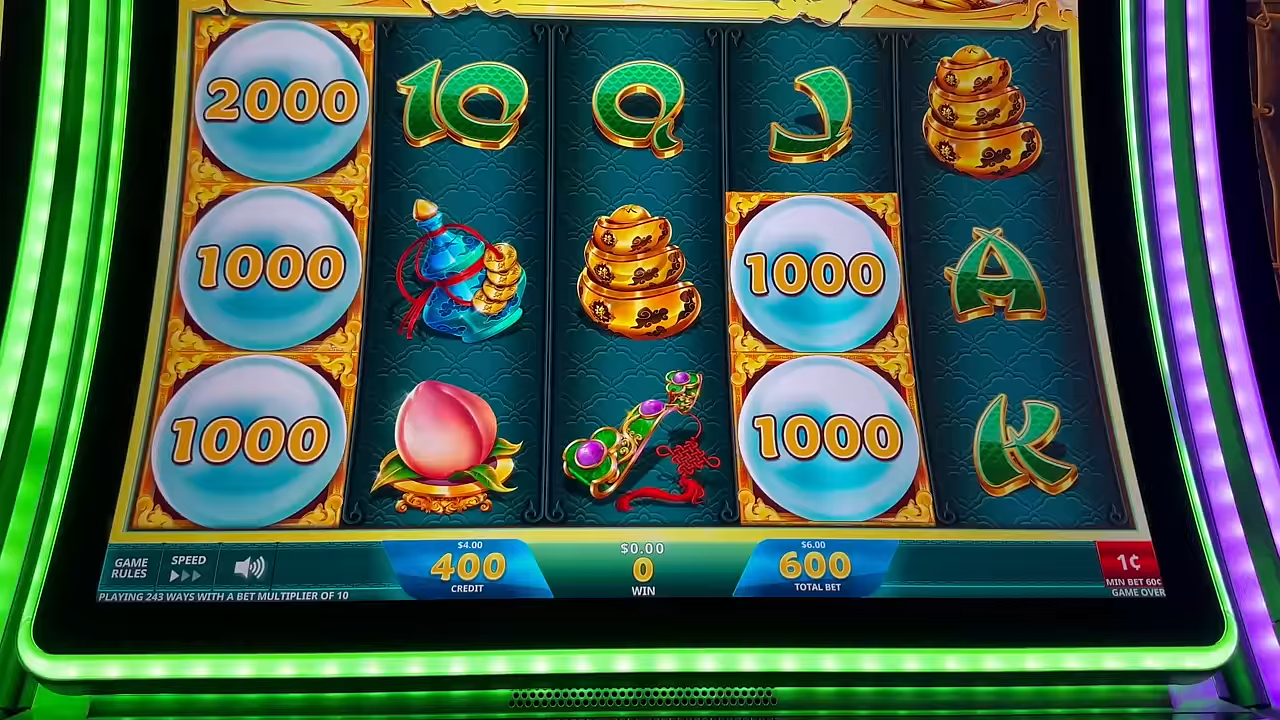 2000
10
Q
J
1000
1000
A
1000
1000
K
GAME RULES
SPEED
$4.00
400
CREDIT
$0.00
0
WIN
$6.00
600
TOTAL BET
1¢
MIN BET 60¢
GAME OVER
PLAYING 243 WAYS WITH A BET MULTIPLIER OF 10